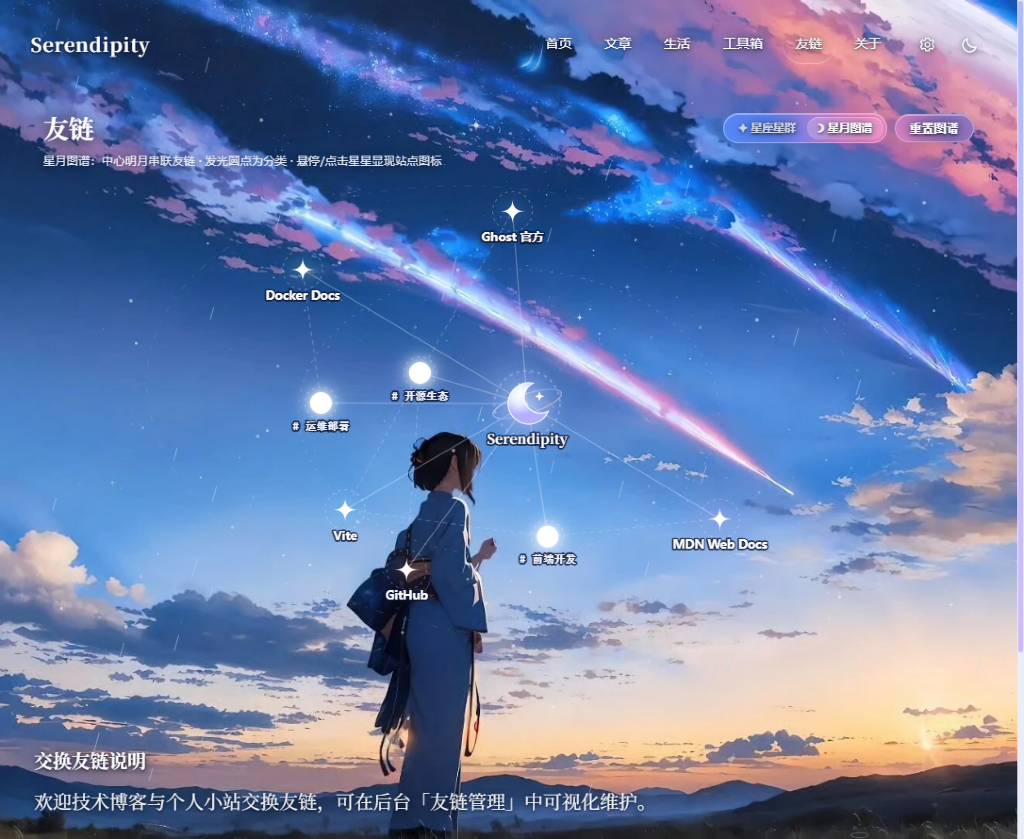 Serendipity
首页 文章 生活 工具箱 友链 关于
友链
✦ 星座星群 ☽ 星月图谱 重置图谱
星月图谱：中心明月串联友链 · 发光圆点为分类 · 悬停/点击星星显现站点图标
Ghost 官方
Docker Docs
# 开源生态
# 运维部署
Serendipity
Vite
# 前端开发
MDN Web Docs
GitHub
交换友链说明
欢迎技术博客与个人小站交换友链，可在后台「友链管理」中可视化维护。